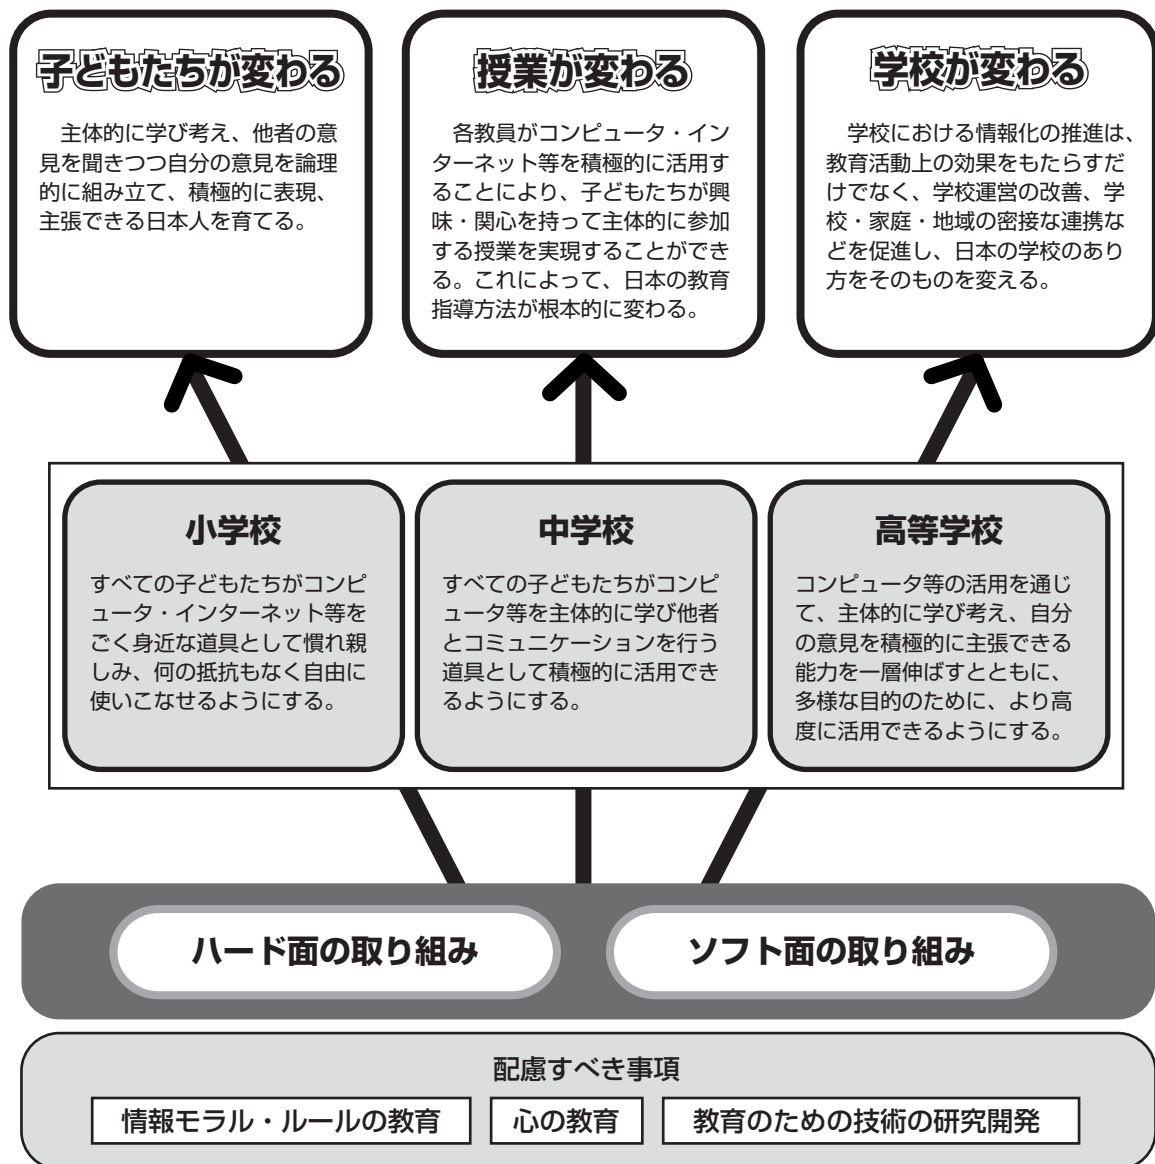 子どもたちが変わる
主体的に学び考え、他者の意
見を聞きつつ自分の意見を論理
的に組み立て、積極的に表現、
主張できる日本人を育てる。
授業が変わる
各教員がコンピュータ・イン
ターネット等を積極的に活用す
ることにより、子どもたちが興
味・関心を持って主体的に参加
する授業を実現することができ
る。これによって、日本の教育
指導方法が根本的に変わる。
学校が変わる
学校における情報化の推進は、
教育活動上の効果をもたらすだ
けでなく、学校運営の改善、学
校・家庭・地域の密接な連携な
どを促進し、日本の学校のあり
方をそのものを変える。
小学校
すべての子どもたちがコンピ
ュータ・インターネット等を
ごく身近な道具として慣れ親
しみ、何の抵抗もなく自由に
使いこなせるようにする。
中学校
すべての子どもたちがコンピ
ュータ等を主体的に学び他者
とコミュニケーションを行う
道具として積極的に活用でき
るようにする。
高等学校
コンピュータ等の活用を通じ
て、主体的に学び考え、自分
の意見を積極的に主張できる
能力を一層伸ばすとともに、
多様な目的のために、より高
度に活用できるようにする。
ハード面の取り組み
ソフト面の取り組み
配慮すべき事項
情報モラル・ルールの教育
心の教育
教育のための技術の研究開発